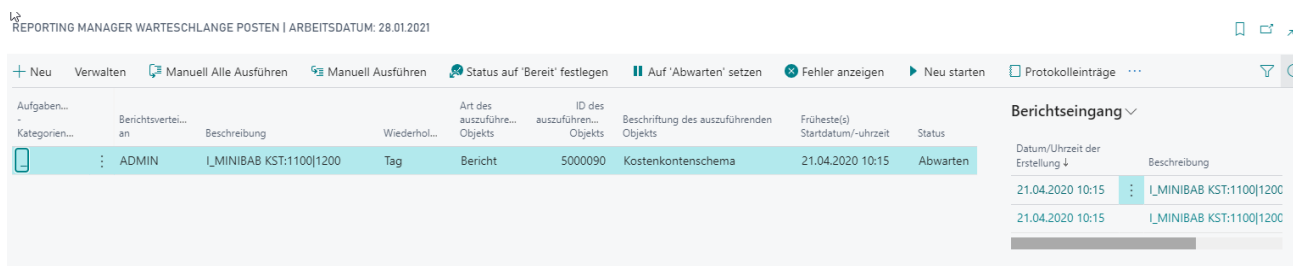 REPORTING MANAGER WARTESCHLANGE POSTEN | ARBEITSDATUM: 28.01.2021
Neu Verwalten Manuell Alle Ausführen Manuell Ausführen Status auf 'Bereit' festlegen Auf 'Abwarten' setzen Fehler anzeigen Neu starten Protokolleinträge ...
Aufgaben...
-
Kategorien...
Berichtsvertei...
an
Beschreibung
Wiederhol...
Art des
auszuführe...
Objekts
ID des
auszuführen...
Objekts
Beschriftung des auszuführenden
Objekts
Früheste(s)
Startdatum/-uhrzeit
Status
_ ADMIN I_MINIBAB KST:1100|1200 Tag Bericht 5000090 Kostenkontenschema 21.04.2020 10:15 Abwarten
Berichtseingang
Datum/Uhrzeit der
Erstellung ↓
Beschreibung
21.04.2020 10:15 I_MINIBAB KST:1100|1200
21.04.2020 10:15 I_MINIBAB KST:1100|1200